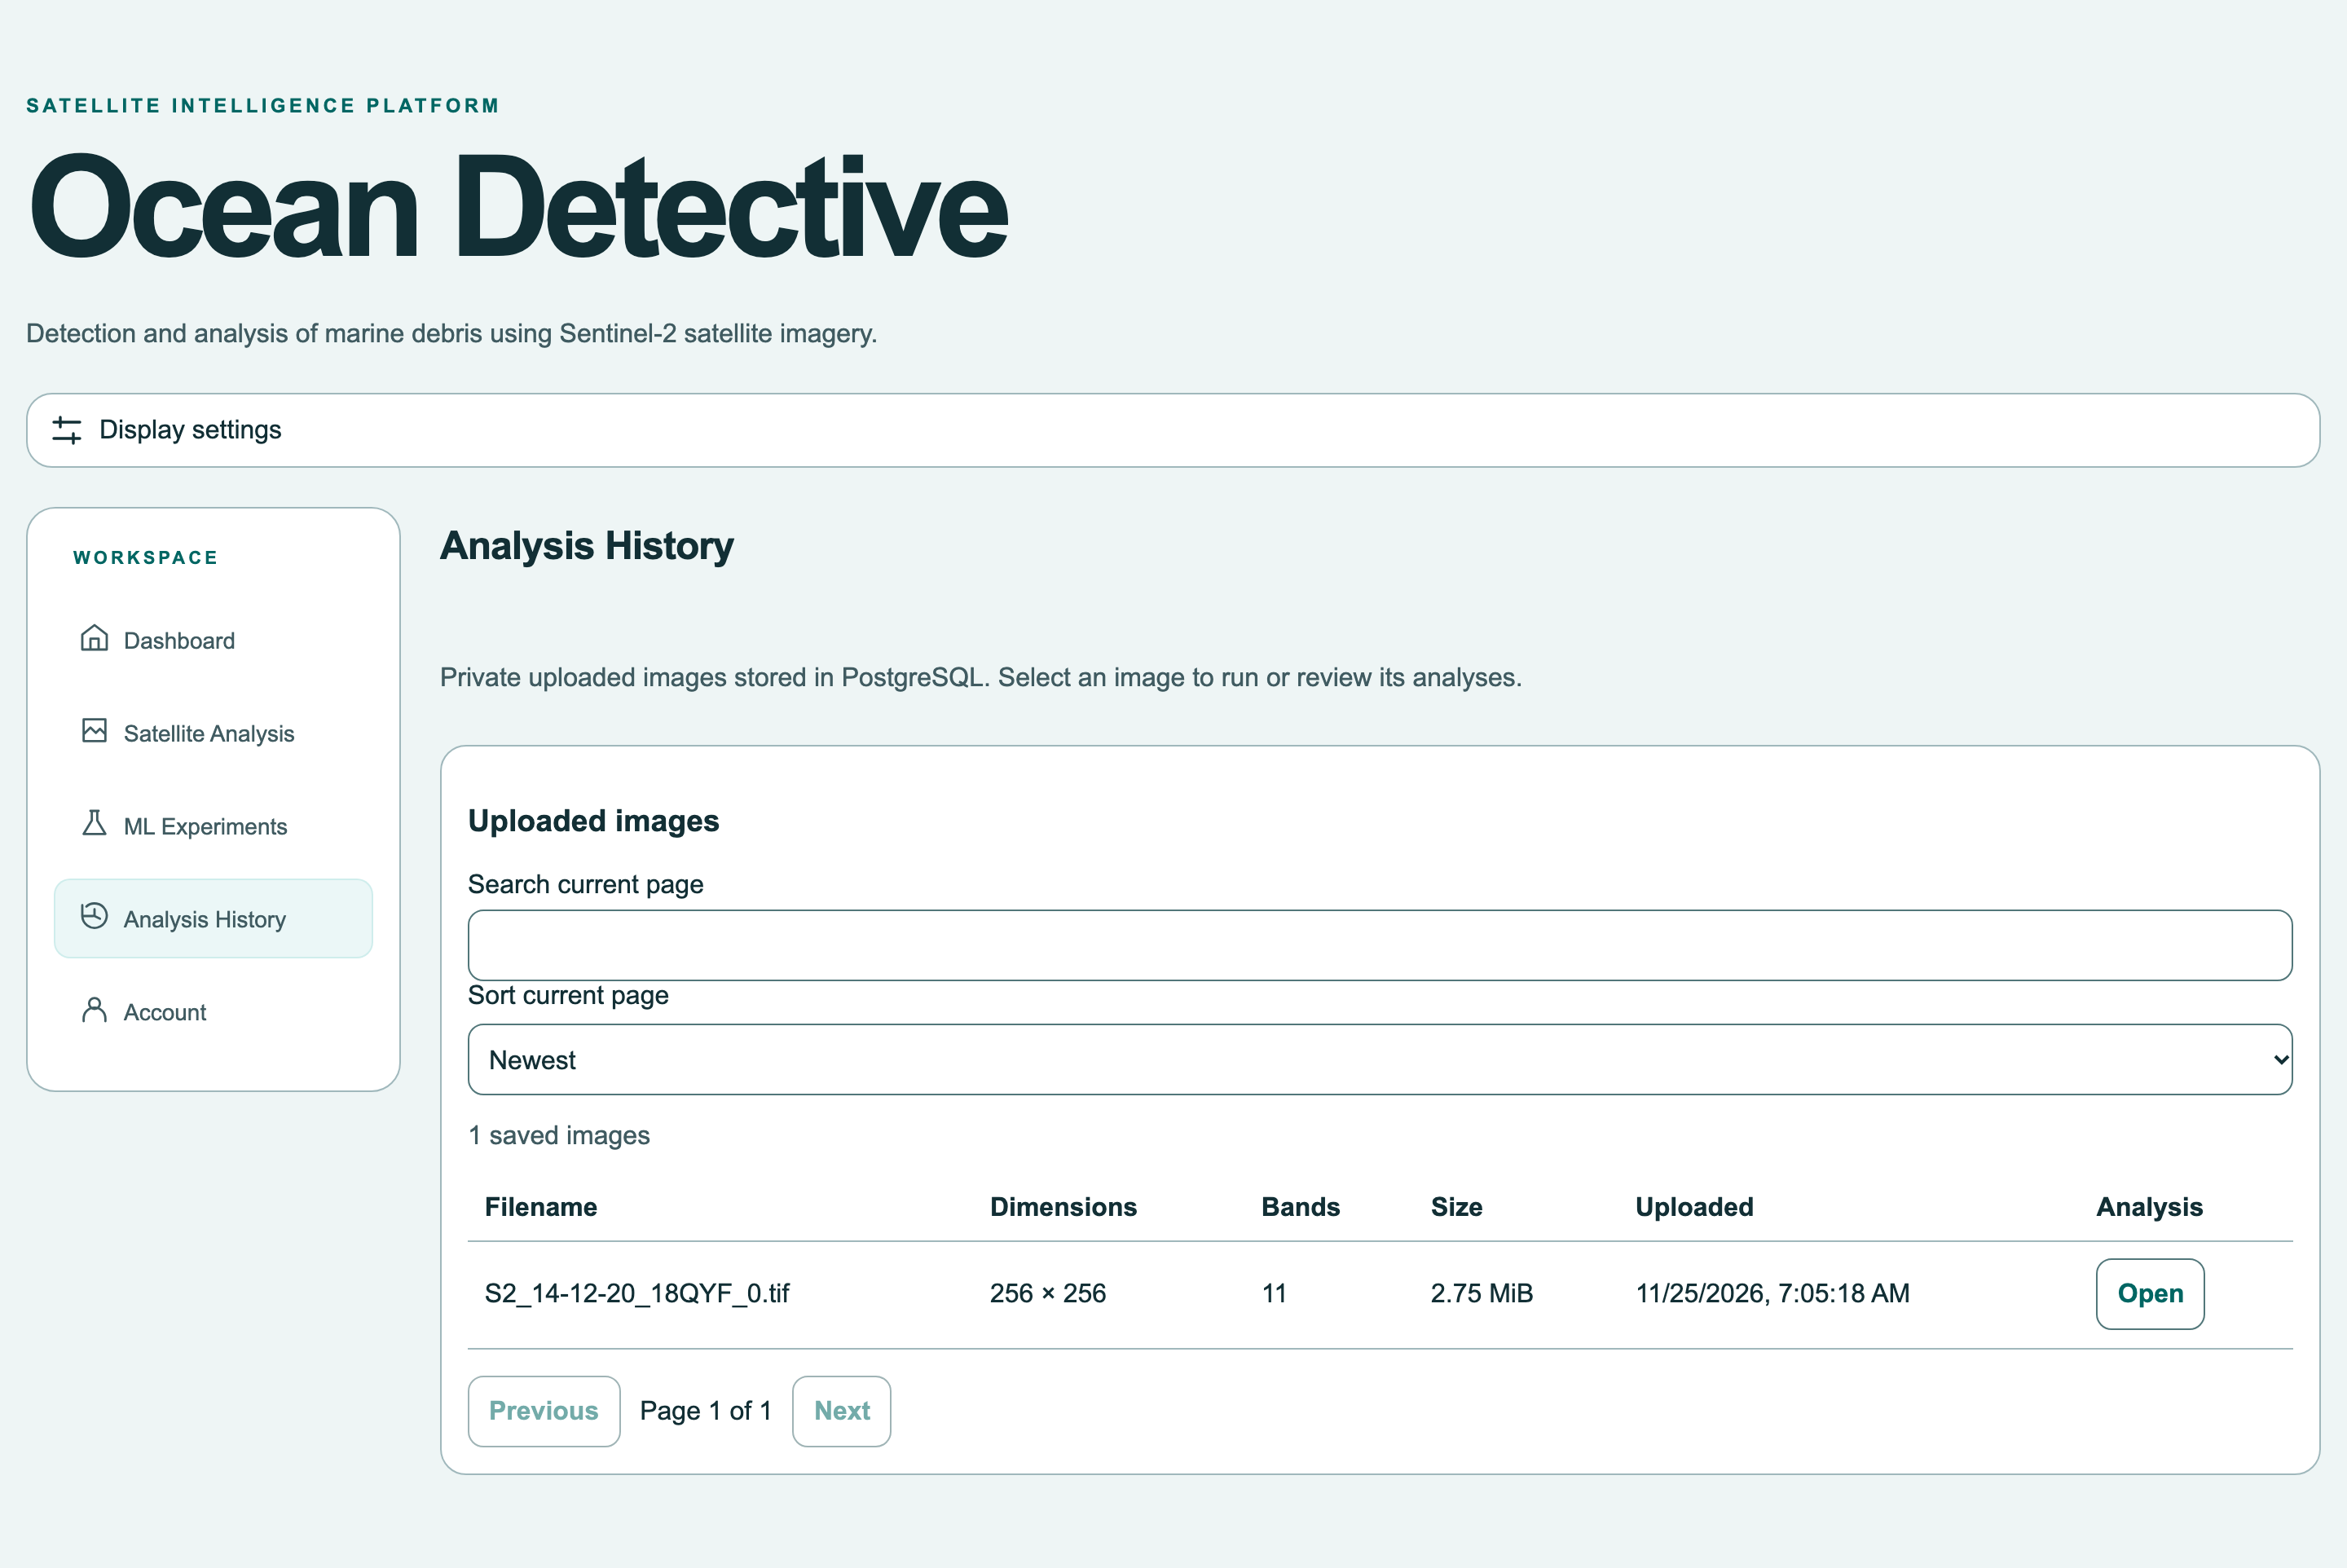 SATELLITE INTELLIGENCE PLATFORM
Ocean Detective
Detection and analysis of marine debris using Sentinel-2 satellite imagery.
Display settings
WORKSPACE
Dashboard
Satellite Analysis
ML Experiments
Analysis History
Account
Analysis History
Private uploaded images stored in PostgreSQL. Select an image to run or review its analyses.
Uploaded images
Search current page
Sort current page
Newest
1 saved images
Filename Dimensions Bands Size Uploaded Analysis
S2_14-12-20_18QYF_0.tif 256 × 256 11 2.75 MiB 11/25/2026, 7:05:18 AM Open
Previous Page 1 of 1 Next